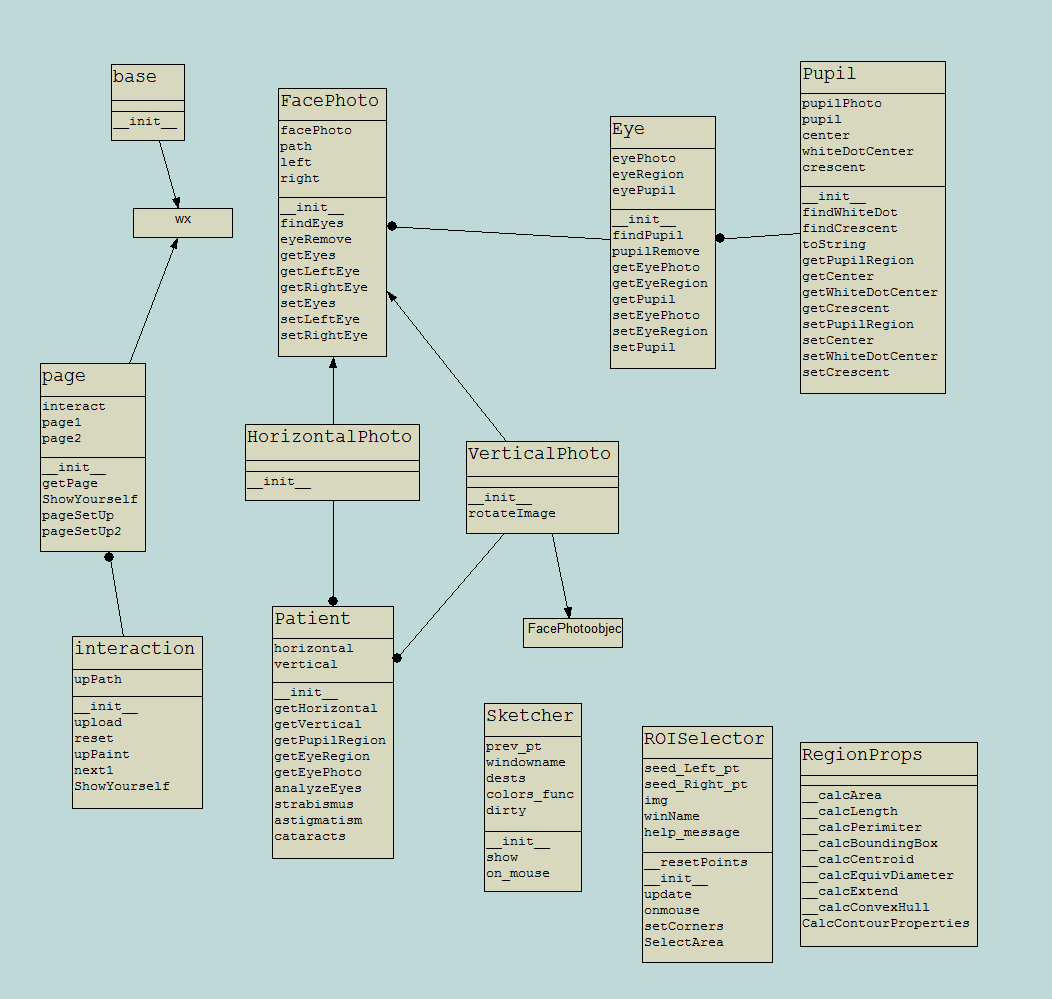 base
__init__
wx
FacePhoto
facePhoto
path
left
right
__init__
findEyes
eyeRemove
getEyes
getLeftEye
getRightEye
setEyes
setLeftEye
setRightEye
Eye
eyePhoto
eyeRegion
eyePupil
__init__
findPupil
pupilRemove
getEyePhoto
getEyeRegion
getPupil
setEyePhoto
setEyeRegion
setPupil
Pupil
pupilPhoto
pupil
center
whiteDotCenter
crescent
__init__
findWhiteDot
findCrescent
toString
getPupilRegion
getCenter
getWhiteDotCenter
getCrescent
setPupilRegion
setCenter
setWhiteDotCenter
setCrescent
page
interact
page1
page2
__init__
getPage
ShowYourself
pageSetUp
pageSetUp2
HorizontalPhoto
__init__
VerticalPhoto
__init__
rotateImage
FacePhotoobjec
interaction
upPath
__init__
upload
reset
upPaint
next1
ShowYourself
Patient
horizontal
vertical
__init__
getHorizontal
getVertical
getPupilRegion
getEyeRegion
getEyePhoto
analyzeEyes
strabismus
astigmatism
cataracts
Sketcher
prev_pt
windowname
dests
colors_func
dirty
__init__
show
on_mouse
ROISelector
seed_Left_pt
seed_Right_pt
img
winName
help_message
__resetPoints
__init__
update
onmouse
setCorners
SelectArea
RegionProps
__calcArea
__calcLength
__calcPerimiter
__calcBoundingBox
__calcCentroid
__calcEquivDiameter
__calcExtend
__calcConvexHull
CalcContourProperties